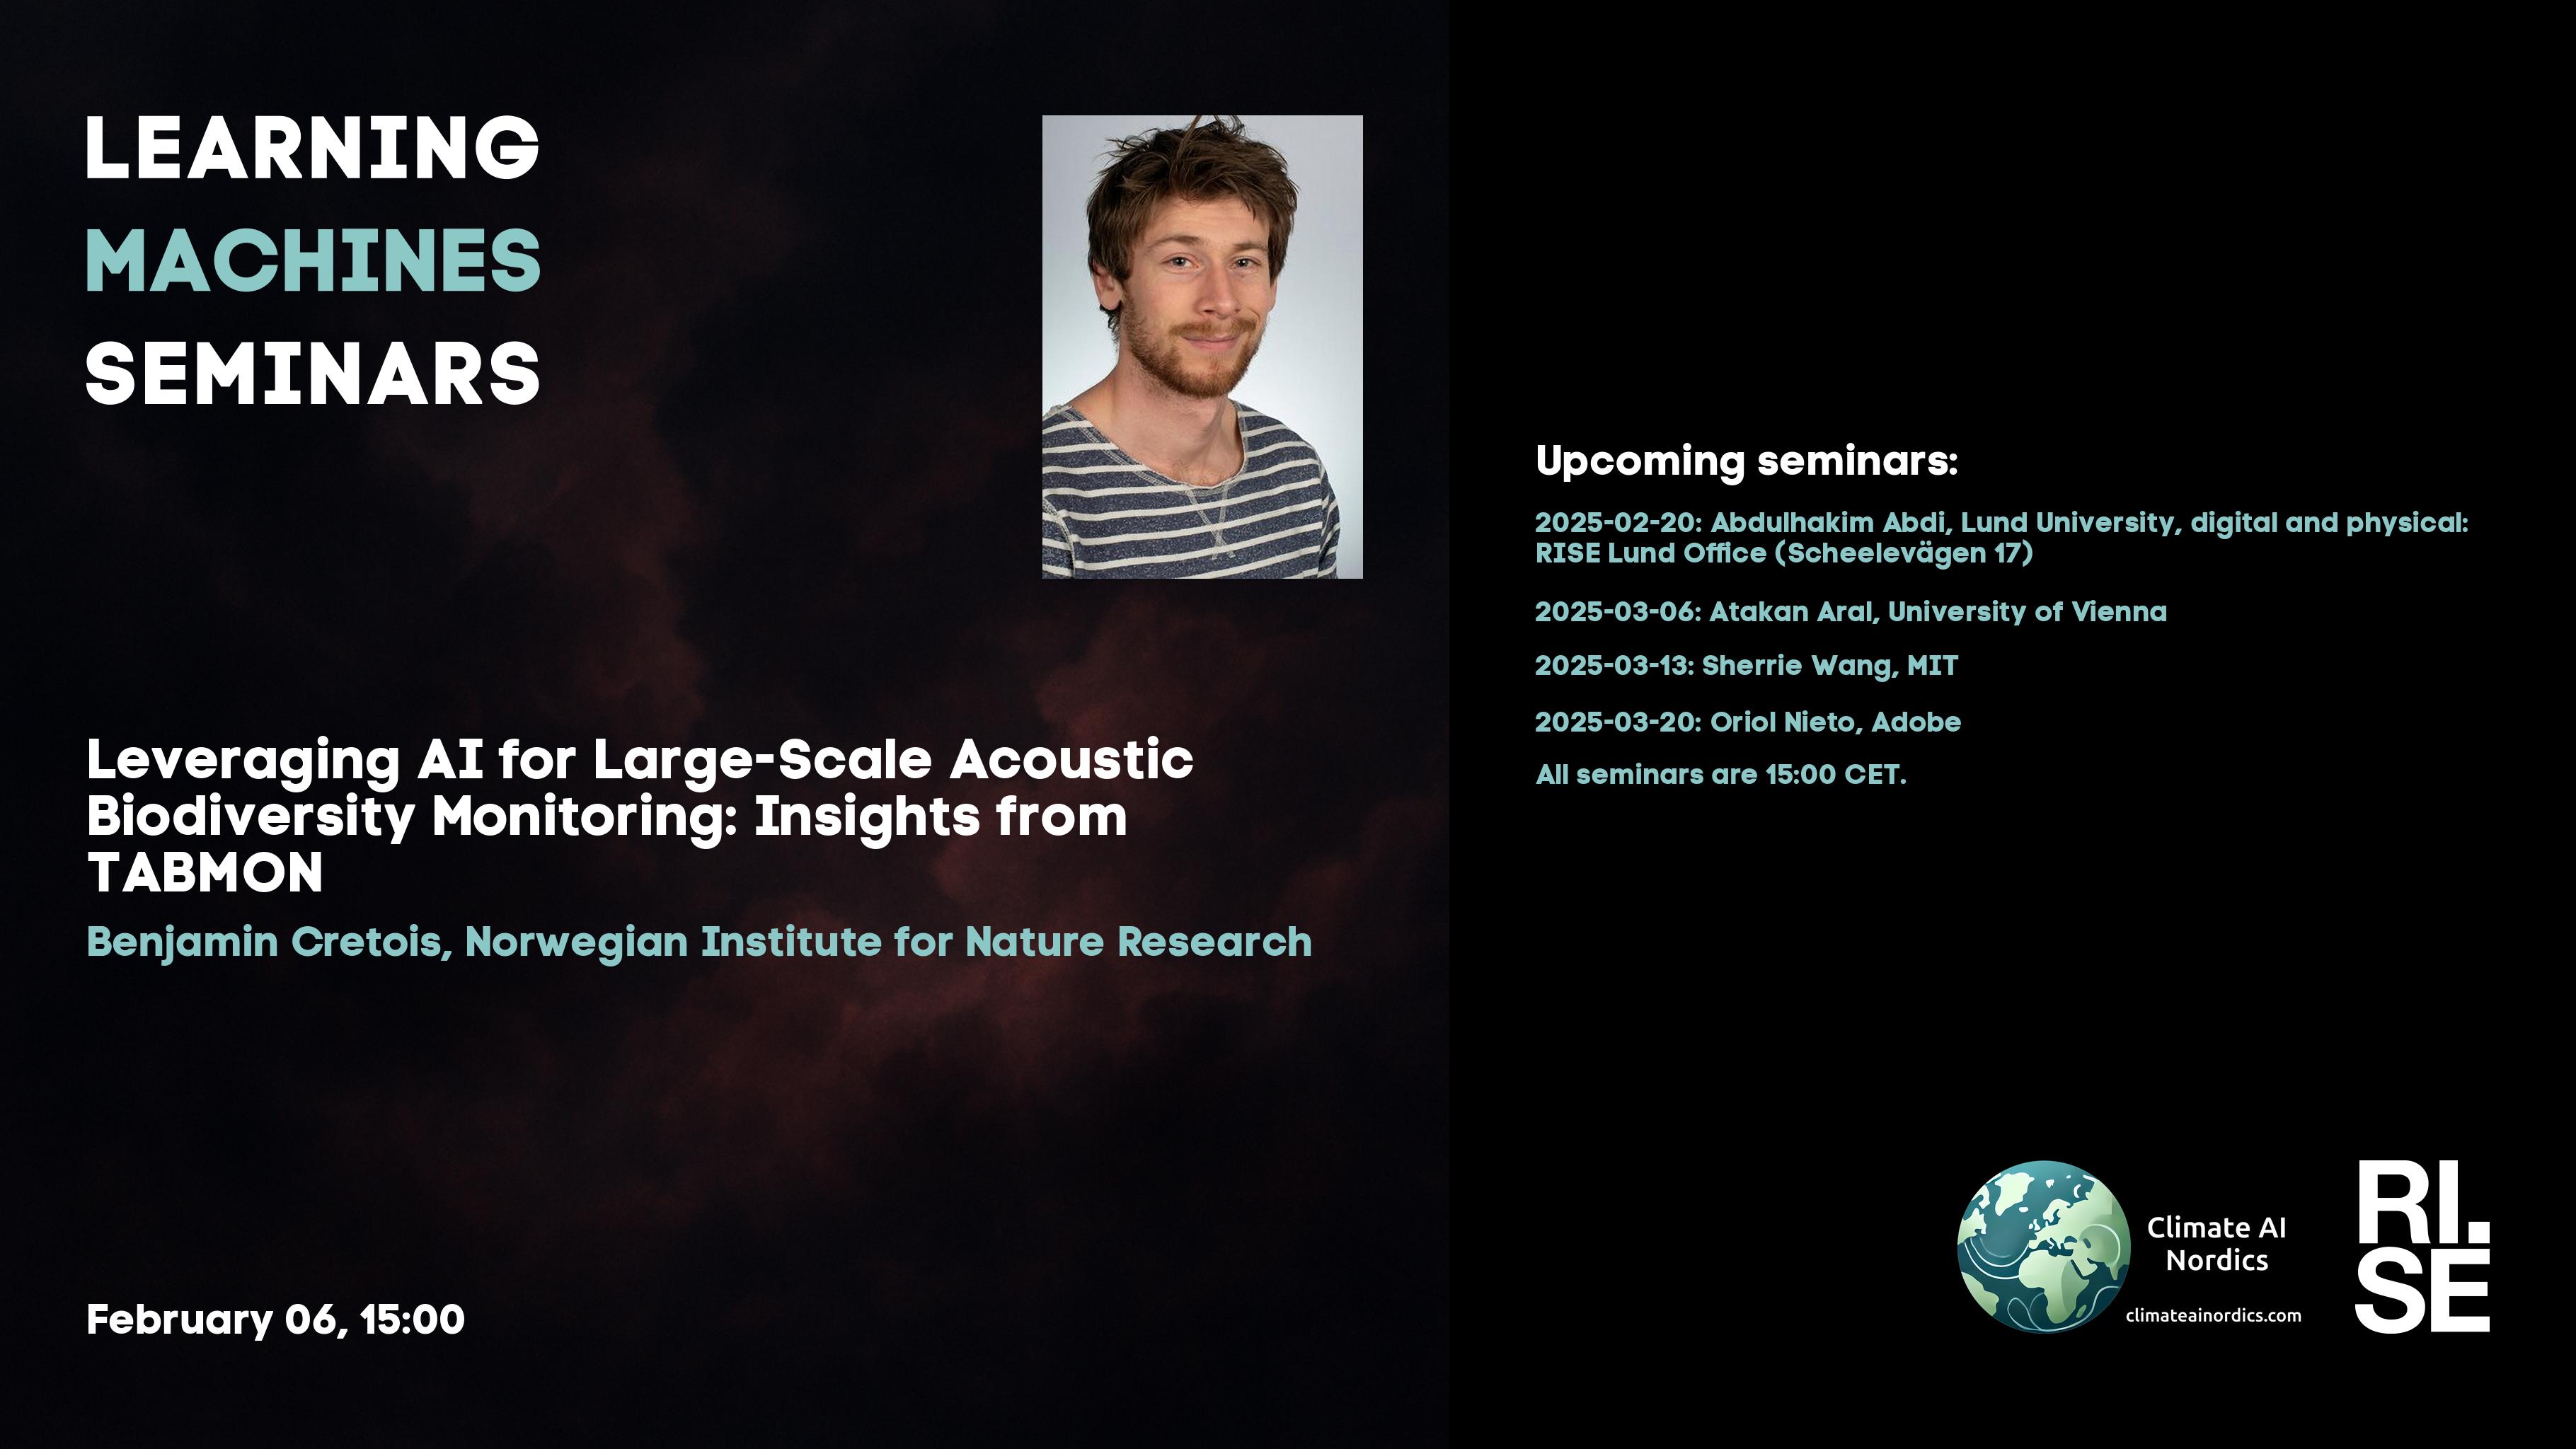 LEARNING
MACHINES
SEMINARS
Leveraging AI for Large-Scale Acoustic
Biodiversity Monitoring: Insights from
TABMON
Benjamin Cretois, Norwegian Institute for Nature Research
February 06, 15:00
Upcoming seminars:
2025-02-20: Abdulhakim Abdi, Lund University, digital and physical:
RISE Lund Office (Scheelevägen 17)
2025-03-06: Atakan Aral, University of Vienna
2025-03-13: Sherrie Wang, MIT
2025-03-20: Oriol Nieto, Adobe
All seminars are 15:00 CET.
Climate AI
Nordics
climateainordics.com
RI.
SE